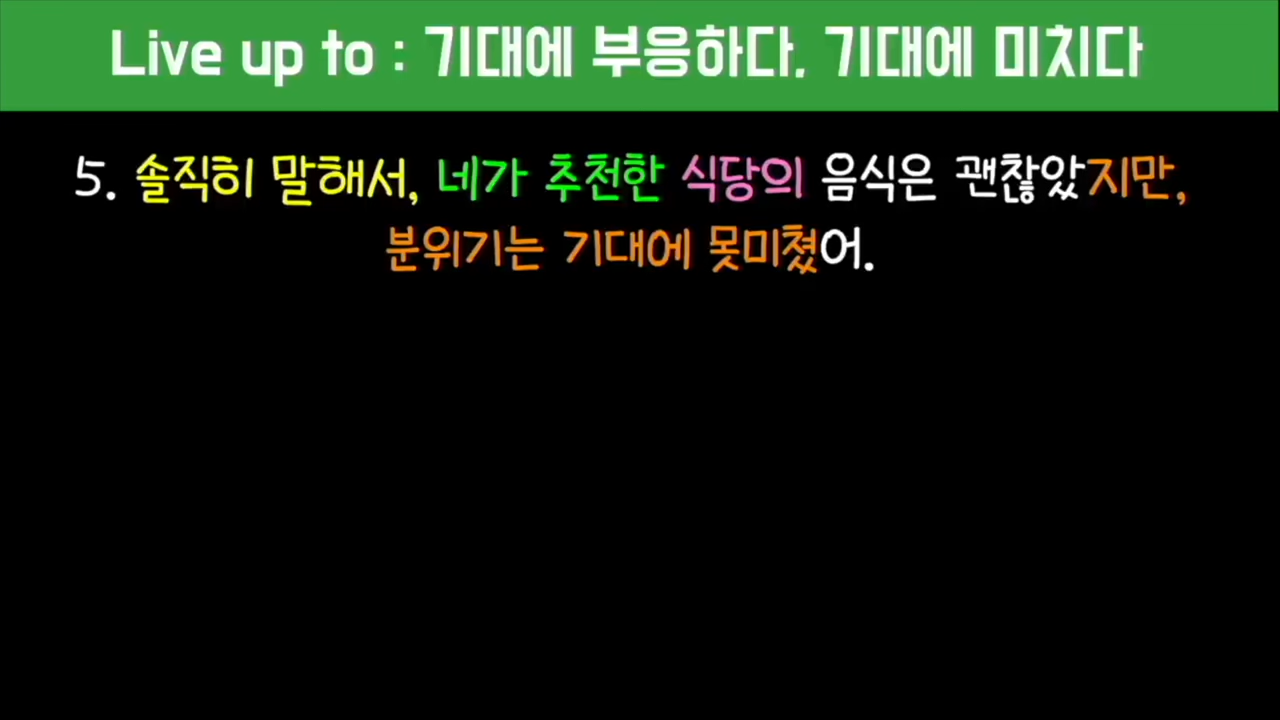 Live up to : 기대에 부응하다, 기대에 미치다
5. 솔직히 말해서, 네가 추천한 식당의 음식은 괜찮았지만,
분위기는 기대에 못미쳤어.